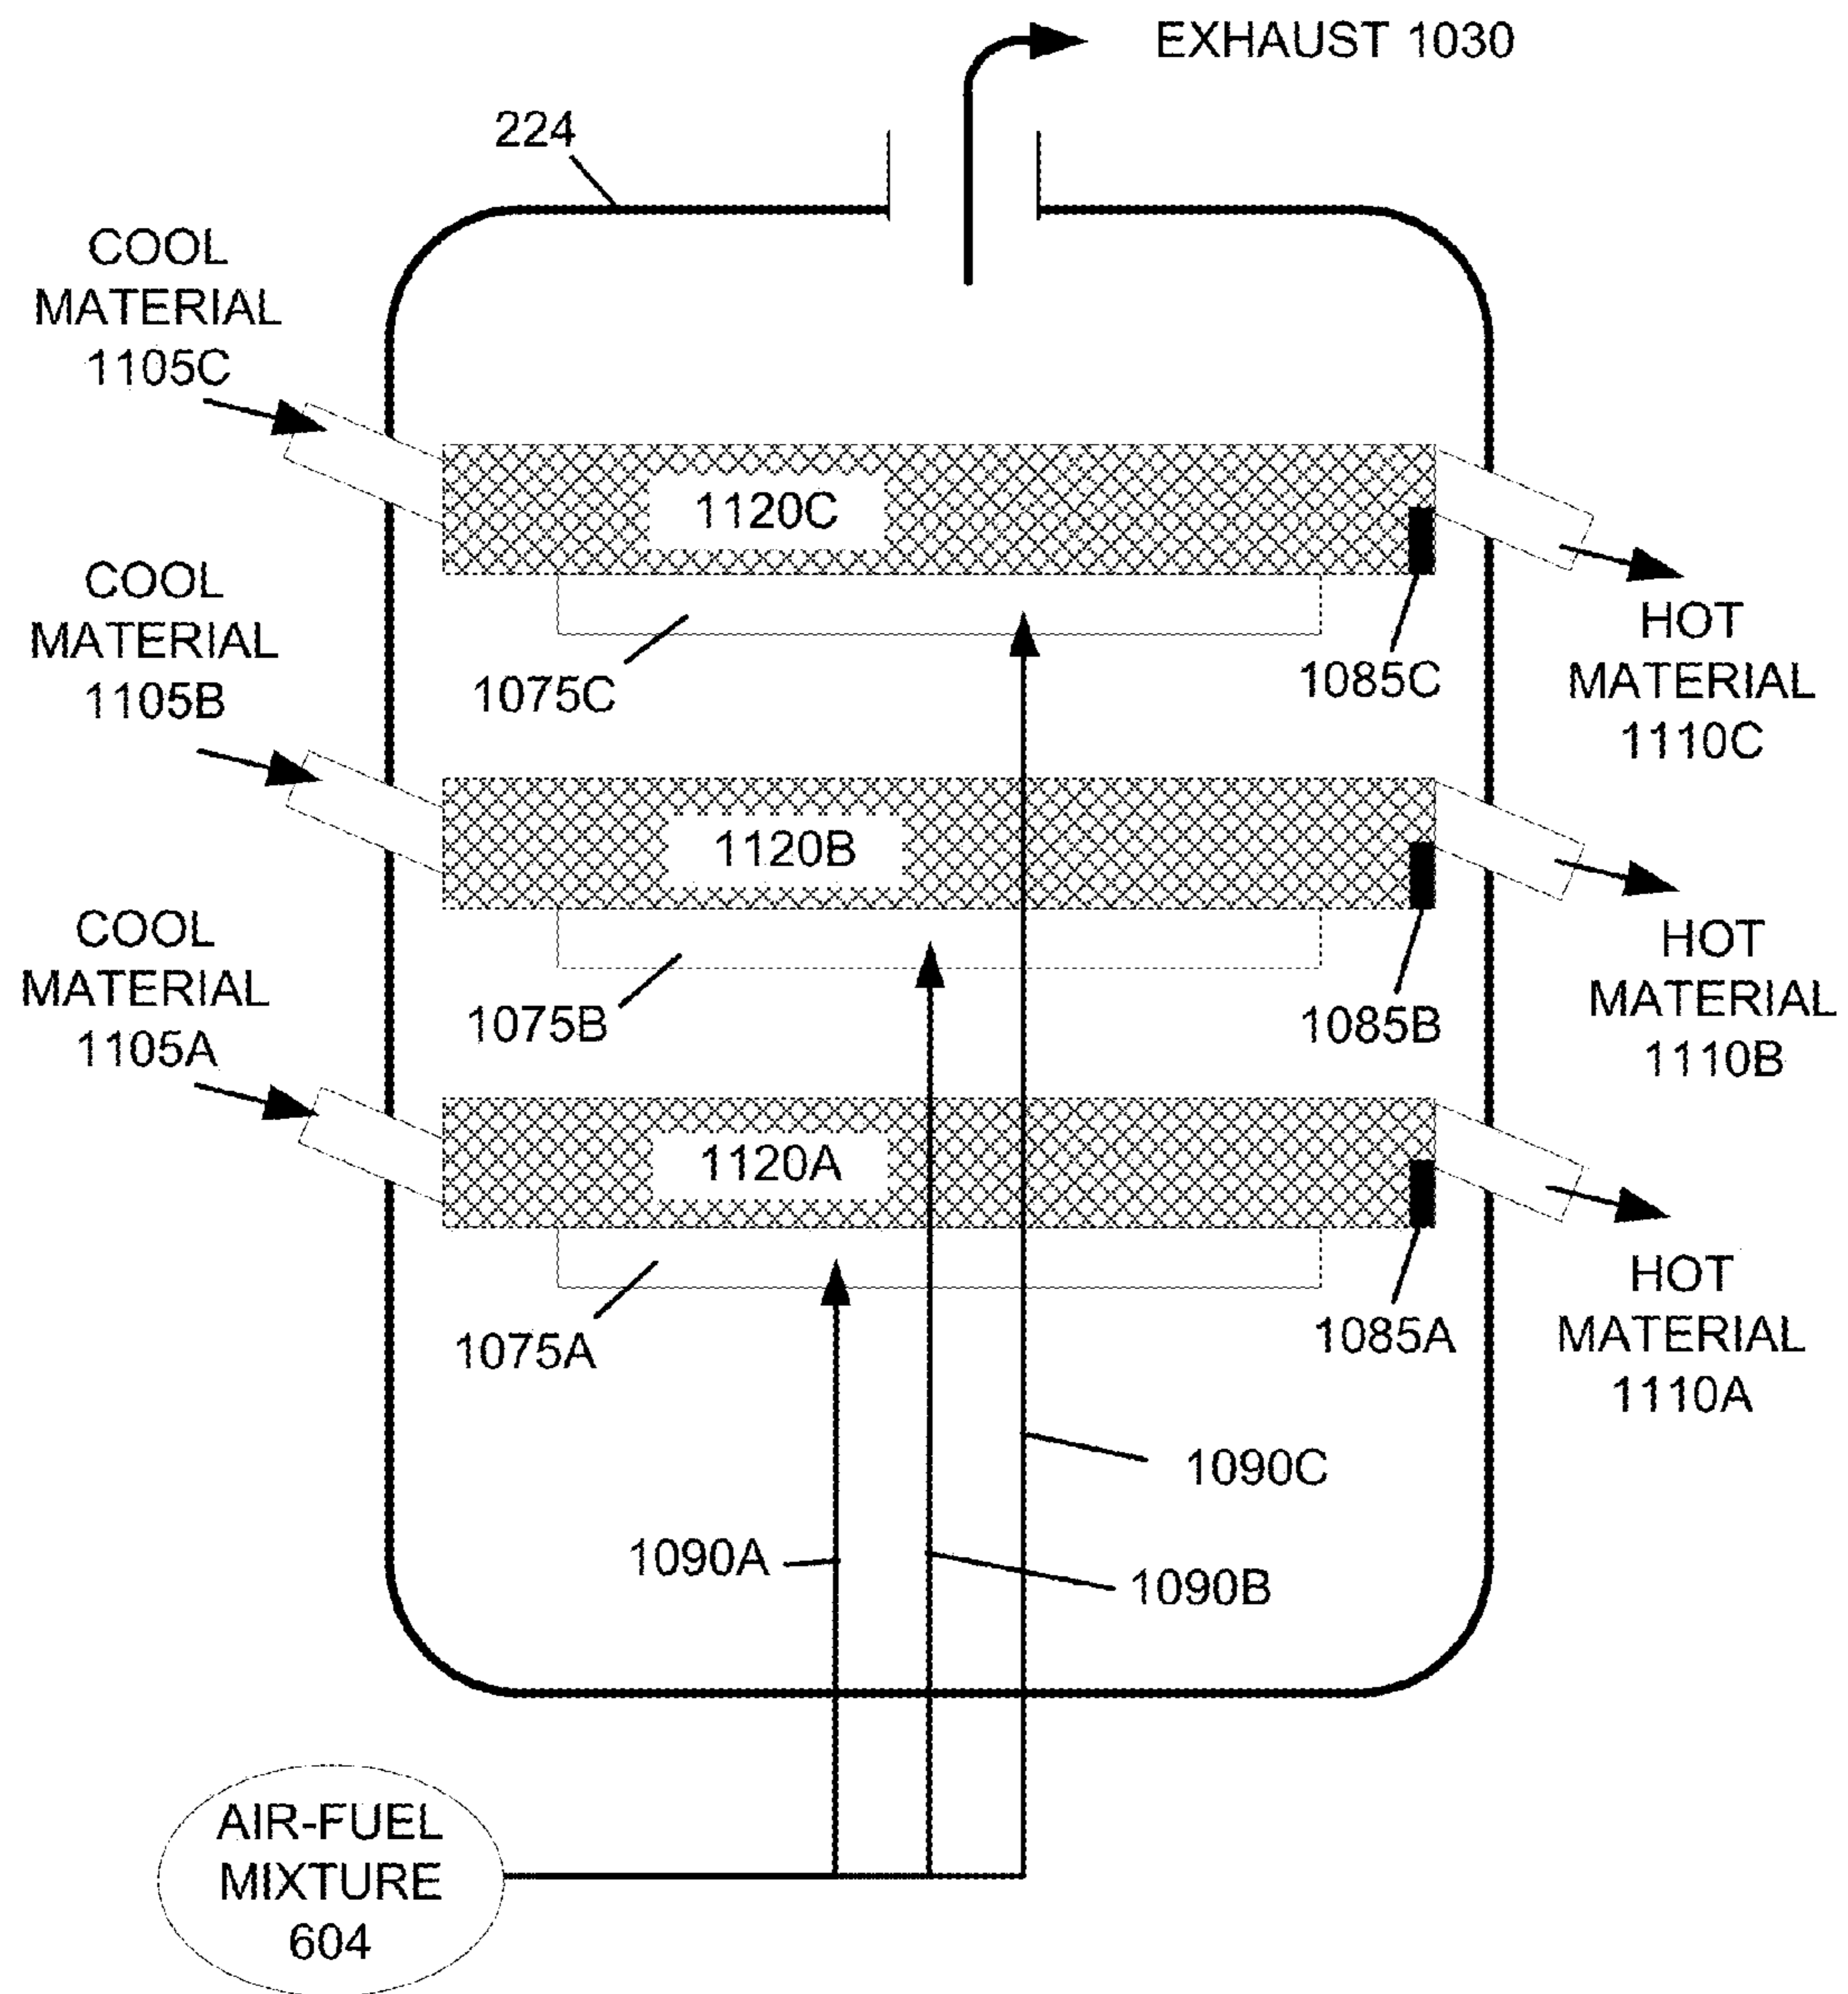 EXHAUST 1030
224
COOL
MATERIAL
1105C
1120C
1075C
1085C
HOT
MATERIAL
1110C
COOL
MATERIAL
1105B
1120B
1075B
1085B
HOT
MATERIAL
1110B
COOL
MATERIAL
1105A
1120A
1075A
1085A
HOT
MATERIAL
1110A
1090C
1090A
1090B
AIR-FUEL
MIXTURE
604